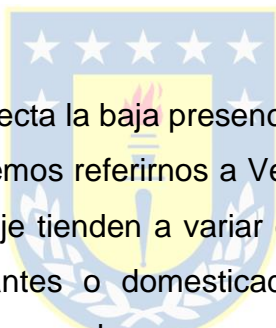 ecta la baja presenc
emos referirnos a Ve
je tienden a variar
antes o domesticad